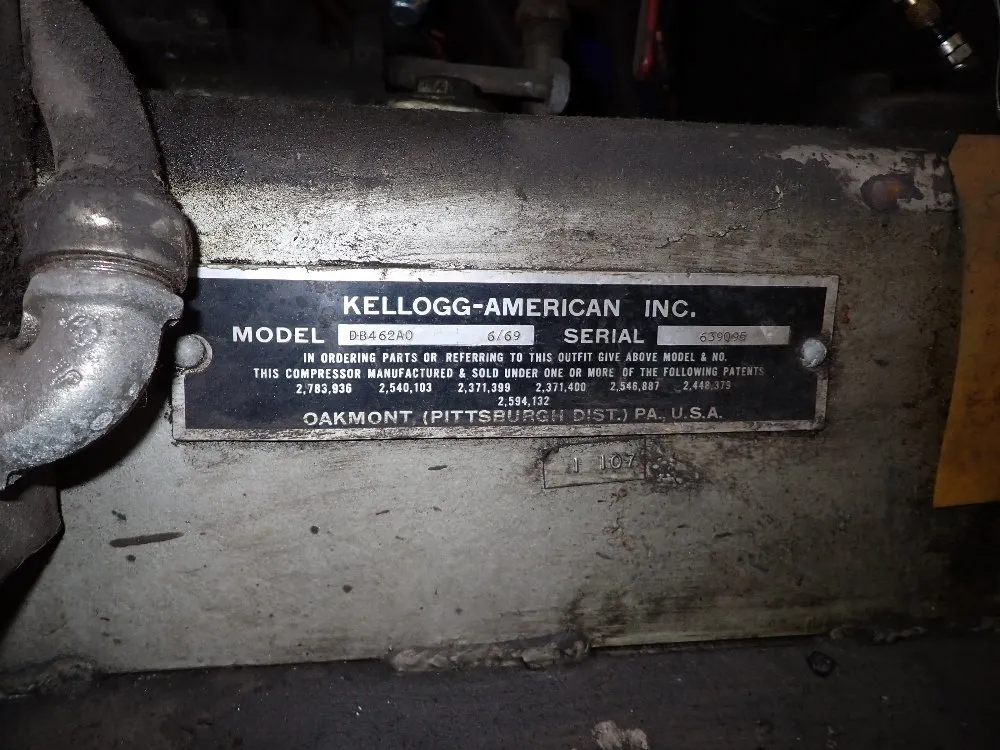 KELLOGG-AMERICAN INC.
MODEL DB462A0 6/69 SERIAL 639095
IN ORDERING PARTS OR REFERRING TO THIS OUTFIT GIVE ABOVE MODEL & NO.
THIS COMPRESSOR MANUFACTURED & SOLD UNDER ONE OR MORE OF THE FOLLOWING PATENTS
2,783,936 2,540,103 2,371,399 2,371,400 2,546,887 2,448,379
2,594,132
OAKMONT, (PITTSBURGH DIST.) PA., U.S.A.
1 107